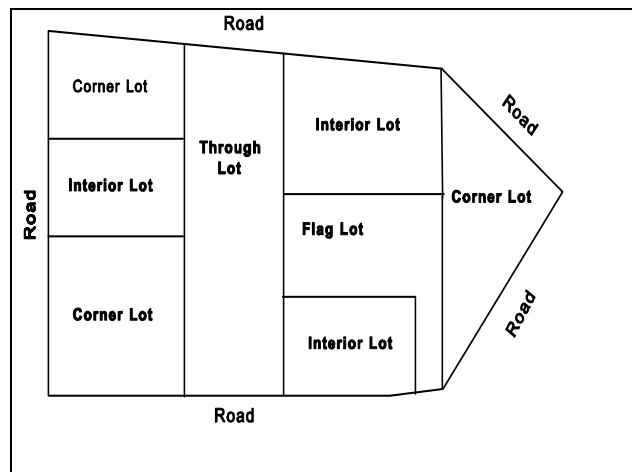 Road
Corner Lot
Road
Interior Lot
Through
Lot
Interior Lot
Corner Lot
Road
Flag Lot
Corner Lot
Interior Lot
Road
Road